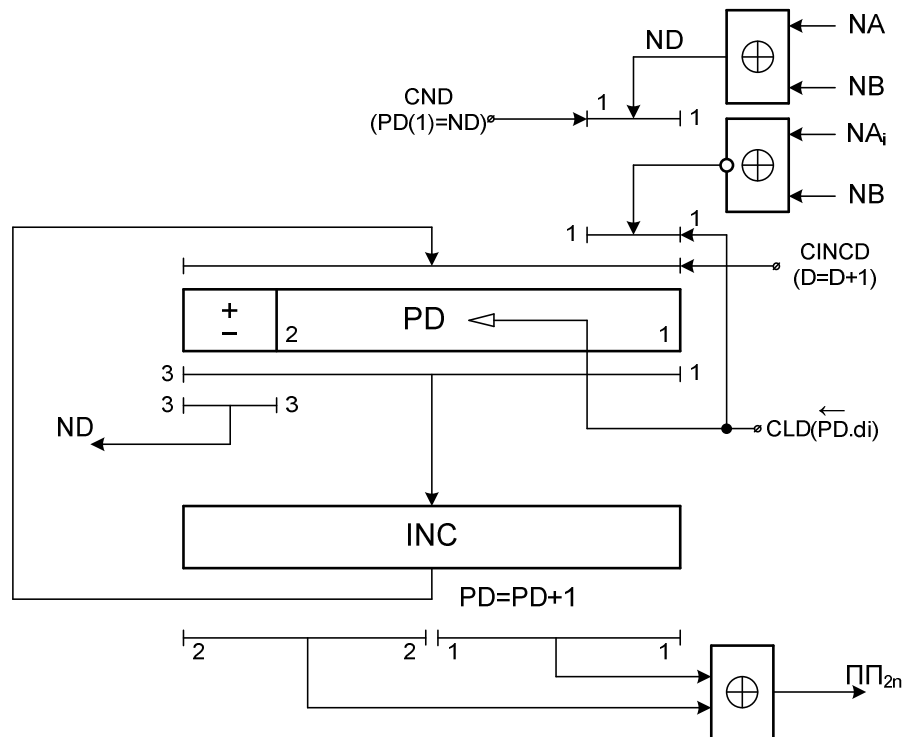 NA
ND
NB
CND
(PD(1)=ND)
1
1
NAi
NB
1
1
CINCD
(D=D+1)
+
−
2
PD
1
3
1
3
3
ND
CLD(PD.di)
←
INC
PD=PD+1
2
2
1
1
ПП2n